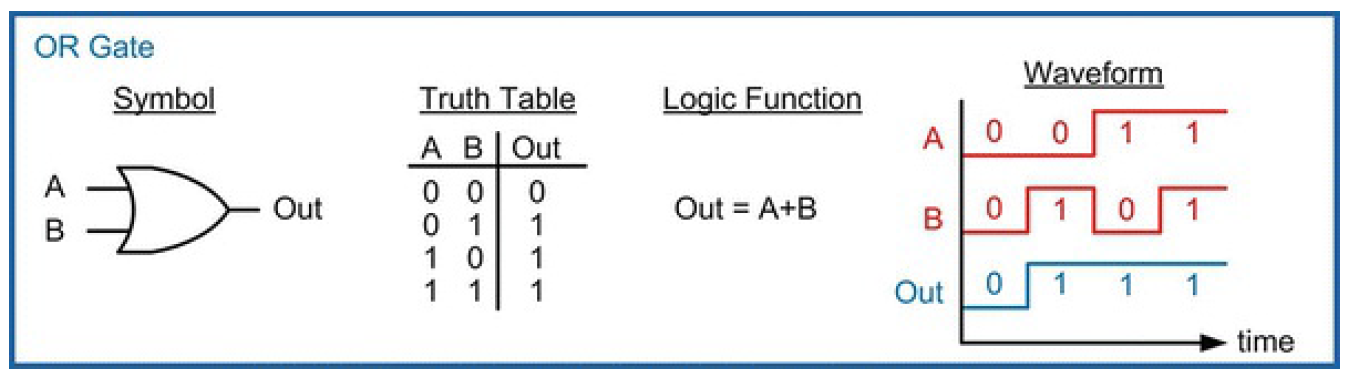 OR Gate
Symbol
A
B
Out
Truth Table
A B Out
0 0 0
0 1 1
1 0 1
1 1 1
Logic Function
Out = A+B
Waveform
A 0 0 1 1
B 0 1 0 1
Out 0 1 1 1
time